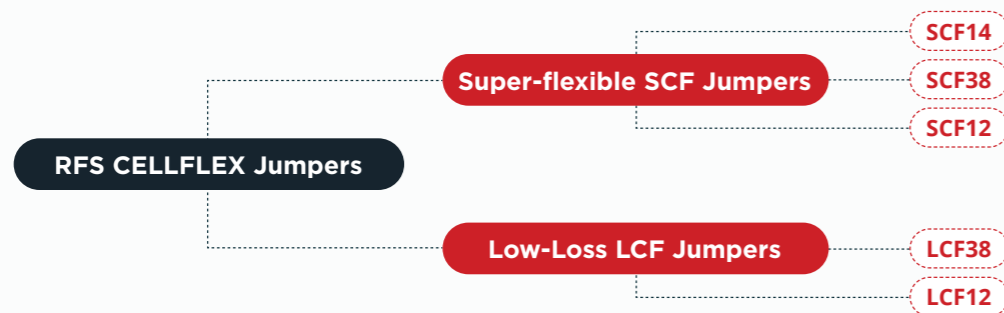 RFS CELLFLEX Jumpers
Super-flexible SCF Jumpers
SCF14
SCF38
SCF12
Low-Loss LCF Jumpers
LCF38
LCF12